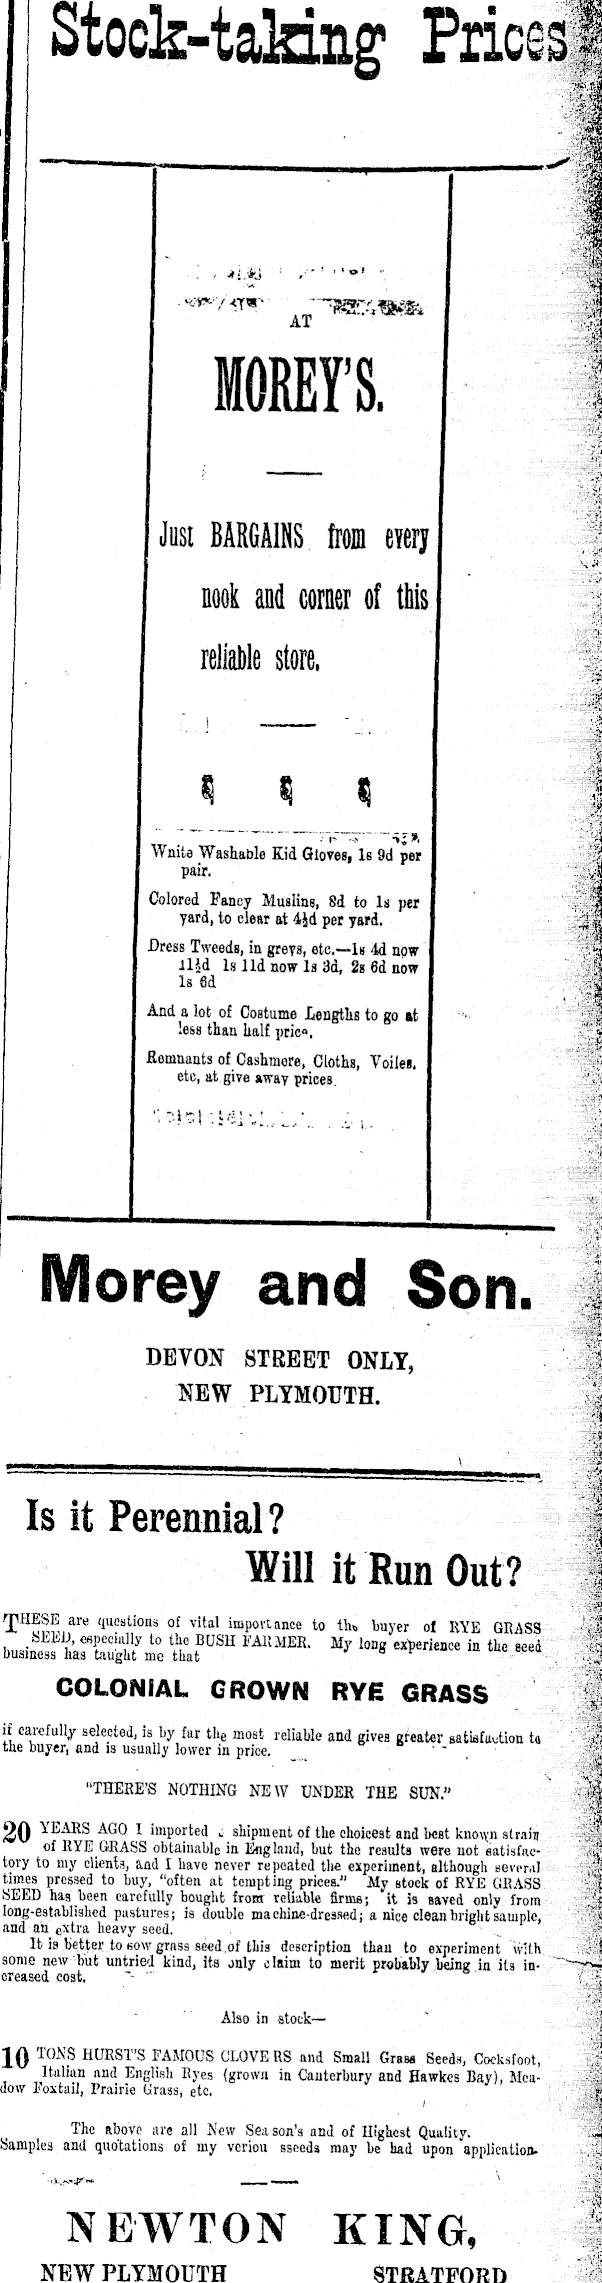 Stock-taking Prices
AT
MOREY'S.
Just BARGAINS from every
nook and corner of this
reliable store.
White Washable Kid Gloves, 1s 9d per
pair.
Colored Fancy Muslins, 8d to 1s per
yard, to clear at 4½d per yard.
Dress Tweeds, in greys, etc.—1s 4d now
11½d 1s 11d now 1s 3d, 2s 6d now
1s 6d
And a lot of Costume Lengths to go at
less than half price.
Remnants of Cashmere, Cloths, Voiles,
etc, at give away prices.
Morey and Son.
DEVON STREET ONLY,
NEW PLYMOUTH.
Is it Perennial?
Will it Run Out?
THESE are questions of vital importance to the buyer of RYE GRASS
SEED, especially to the BUSH FARMER. My long experience in the seed
business has taught me that
COLONIAL GROWN RYE GRASS
if carefully selected, is by far the most reliable and gives greater satisfaction to
the buyer, and is usually lower in price.
"THERE'S NOTHING NEW UNDER THE SUN."
20 YEARS AGO I imported a shipment of the choicest and best known strain
of RYE GRASS obtainable in England, but the results were not satisfac-
tory to my clients, and I have never repeated the experiment, although several
times pressed to buy, "often at tempting prices." My stock of RYE GRASS
SEED has been carefully bought from reliable firms; it is saved only from
long-established pastures; is double machine-dressed; a nice clean bright sample,
and an extra heavy seed.
It is better to sow grass seed of this description than to experiment with
some new but untried kind, its only claim to merit probably being in its in-
creased cost.
Also in stock—
10 TONS HURST'S FAMOUS CLOVERS and Small Grass Seeds, Cocksfoot,
Italian and English Ryes (grown in Canterbury and Hawkes Bay), Mea-
dow Foxtail, Prairie Grass, etc.
The above are all New Season's and of Highest Quality.
Samples and quotations of my veriou sseeds may be had upon application.
NEWTON KING,
NEW PLYMOUTH STRATFORD